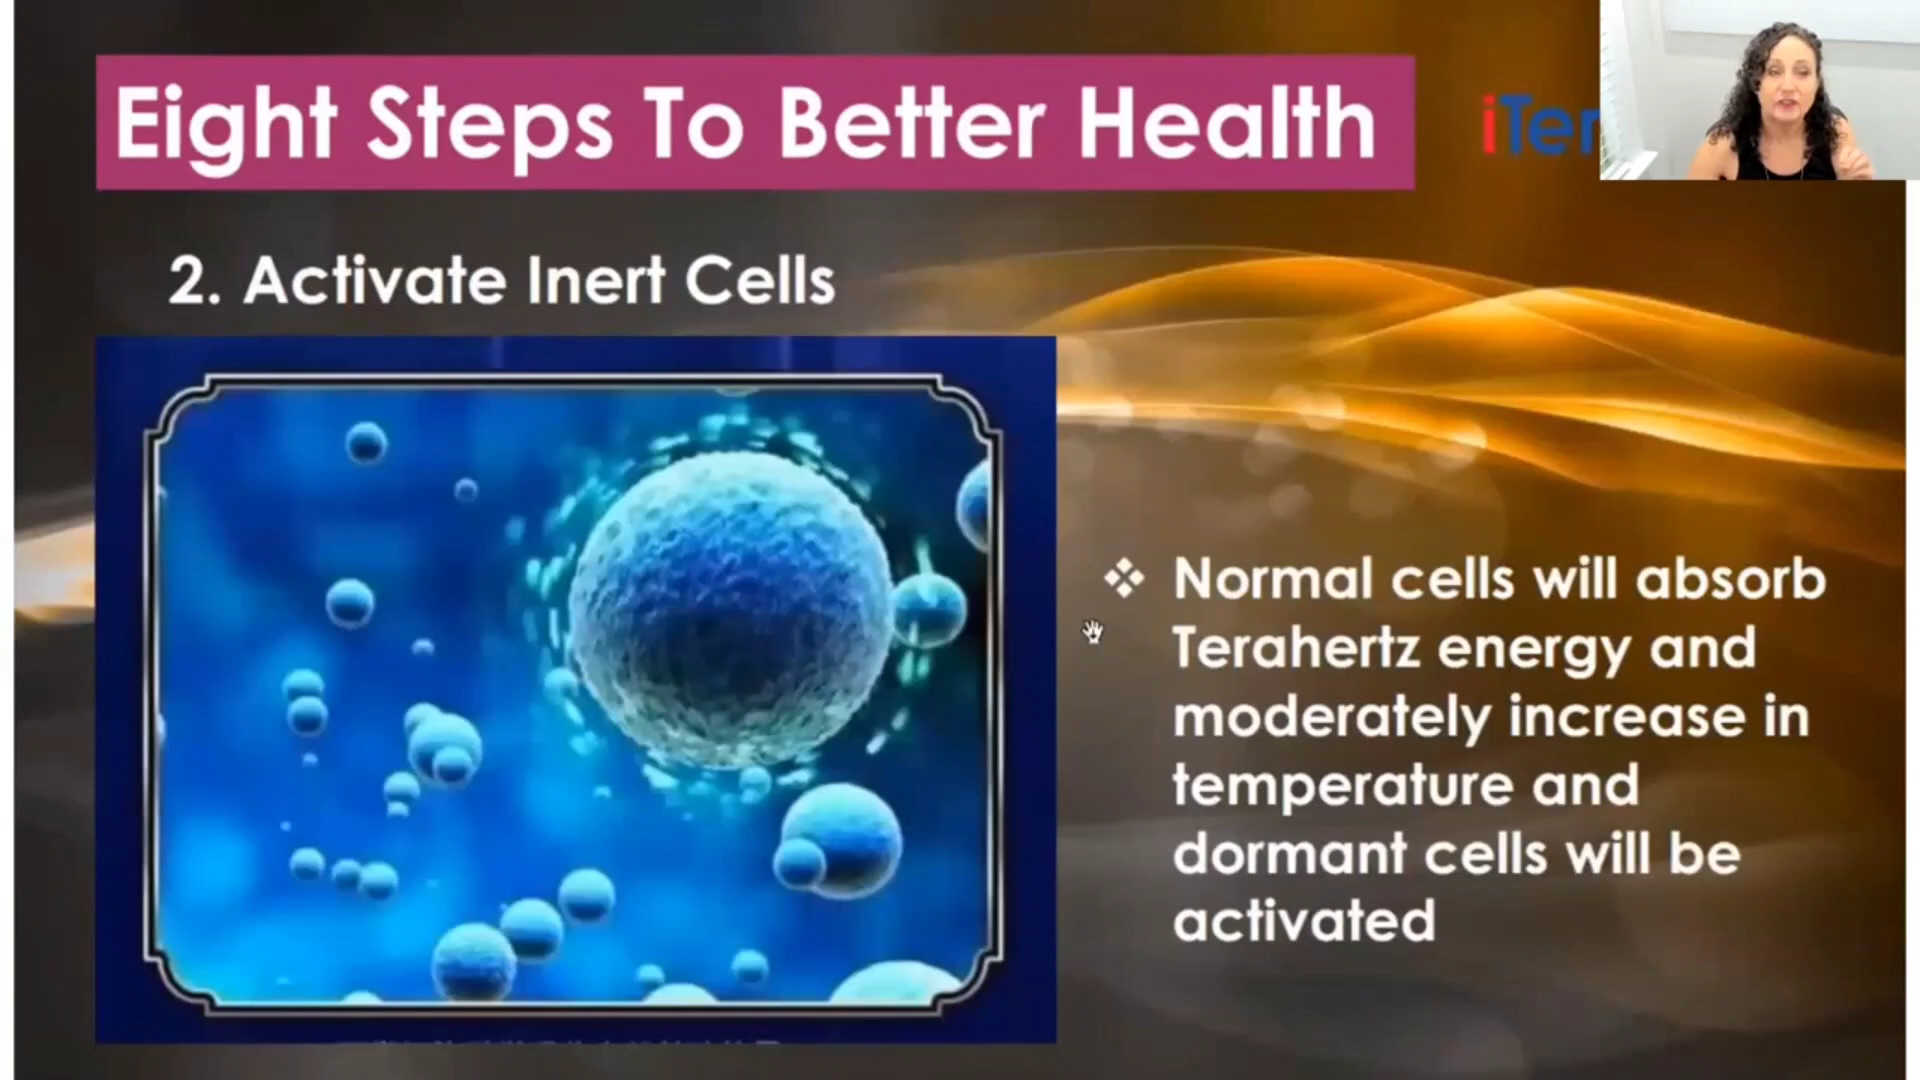 Eight Steps To Better Health
iTer
2. Activate Inert Cells
❖ Normal cells will absorb
Terahertz energy and
moderately increase in
temperature and
dormant cells will be
activated